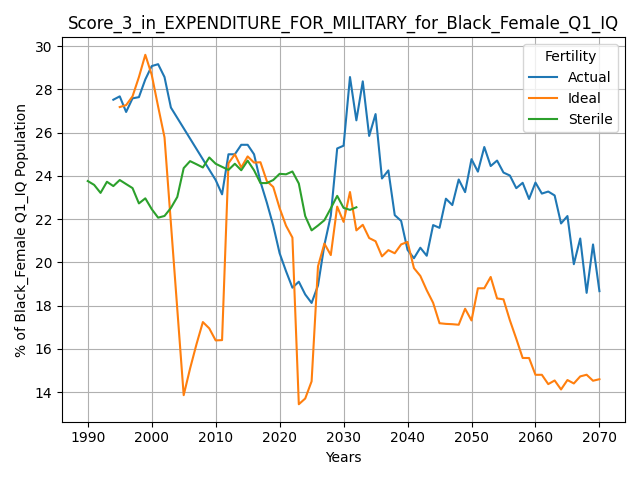 Score_3_in_EXPENDITURE_FOR_MILITARY_for_Black_Female_Q1_IQ
Fertility
Actual
Ideal
Sterile
% of Black_Female Q1_IQ Population
30
28
26
24
22
20
18
16
14
1990 2000 2010 2020 2030 2040 2050 2060 2070
Years